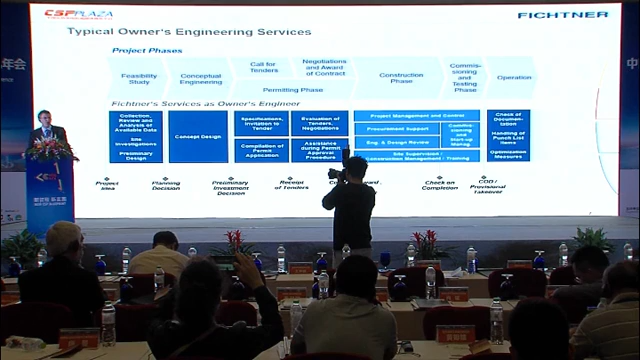 CSP PLAZA
FICHTNER
Typical Owner's Engineering Services
Project Phases
Feasibility
Study
Conceptual
Engineering
Call for
Tenders
Negotiations
and Award
of Contract
Permitting Phase
Construction
Phase
Commis-
sioning
and
Testing
Phase
Operation
Fichtner's Services as Owner's Engineer
Collection,
Review and
Analysis of
Available Data
Site
Investigations
Preliminary
Design
Concept Design
Specifications,
Invitation to
Tender
Compilation of
Permit
Application
Evaluation of
Tenders,
Negotiations
Assistance
during Permit
Approval
Procedure
Project Management and Control
Procurement Support
Eng. & Design Review
Commis-
sioning
and
Start-up
Manag.
Site Supervision /
Construction Management / Training
Check of
Documen-
tation
Handling of
Punch List
Items
Optimization
Measures
Project
Idea
Planning
Decision
Preliminary
Investment
Decision
Receipt
of Tenders
Check on
Completion
COD /
Provisional
Takeover